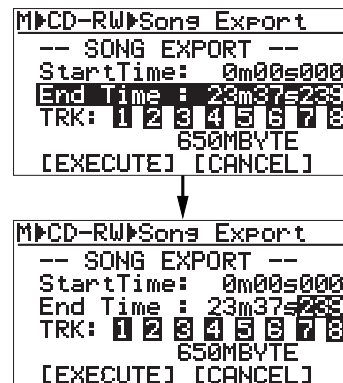 M▶CD-RW▶Song Export
-- SONG EXPORT --
StartTime: 0m00s000
End Time : 23m37s239
TRK: 1 2 3 4 5 6 7 8
650MBYTE
[EXECUTE] [CANCEL]
M▶CD-RW▶Song Export
-- SONG EXPORT --
StartTime: 0m00s000
End Time : 23m37s239
TRK: 1 2 3 4 5 6 7 8
650MBYTE
[EXECUTE] [CANCEL]